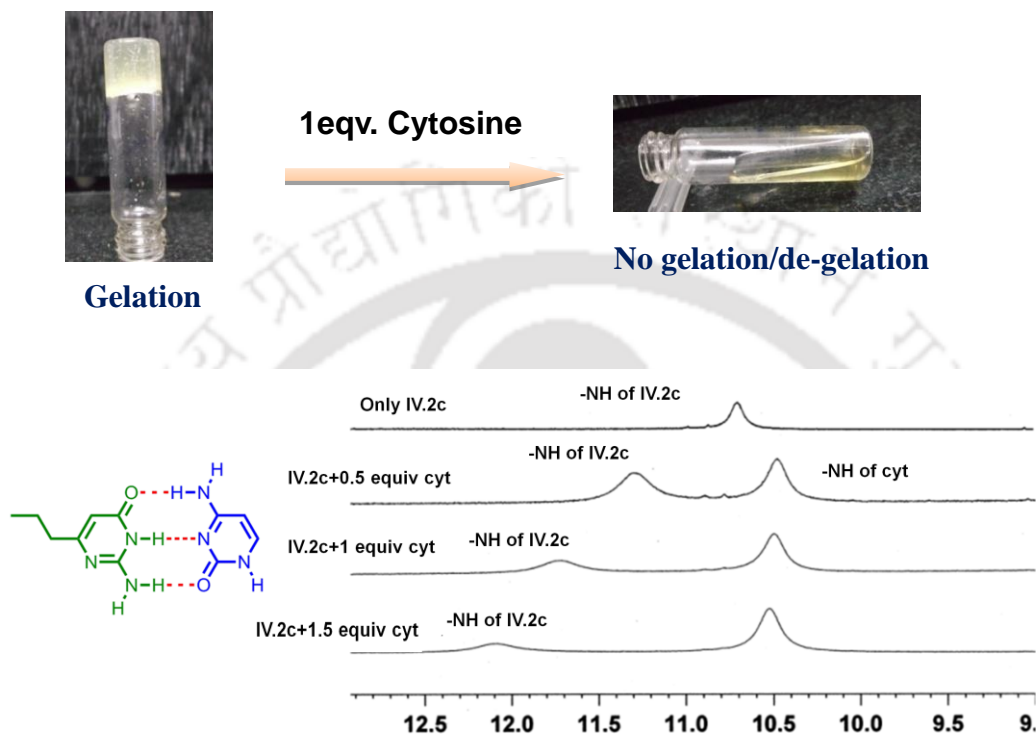 1eqv. Cytosine
Gelation
No gelation/de-gelation
Only IV.2c
-NH of IV.2c
IV.2c+0.5 equiv cyt
-NH of IV.2c
-NH of cyt
IV.2c+1 equiv cyt
-NH of IV.2c
IV.2c+1.5 equiv cyt
-NH of IV.2c
H
O
H-N
H
N-H
N
N
N
N-H
O
N
H
H
12.5 12.0 11.5 11.0 10.5 10.0 9.5 9.